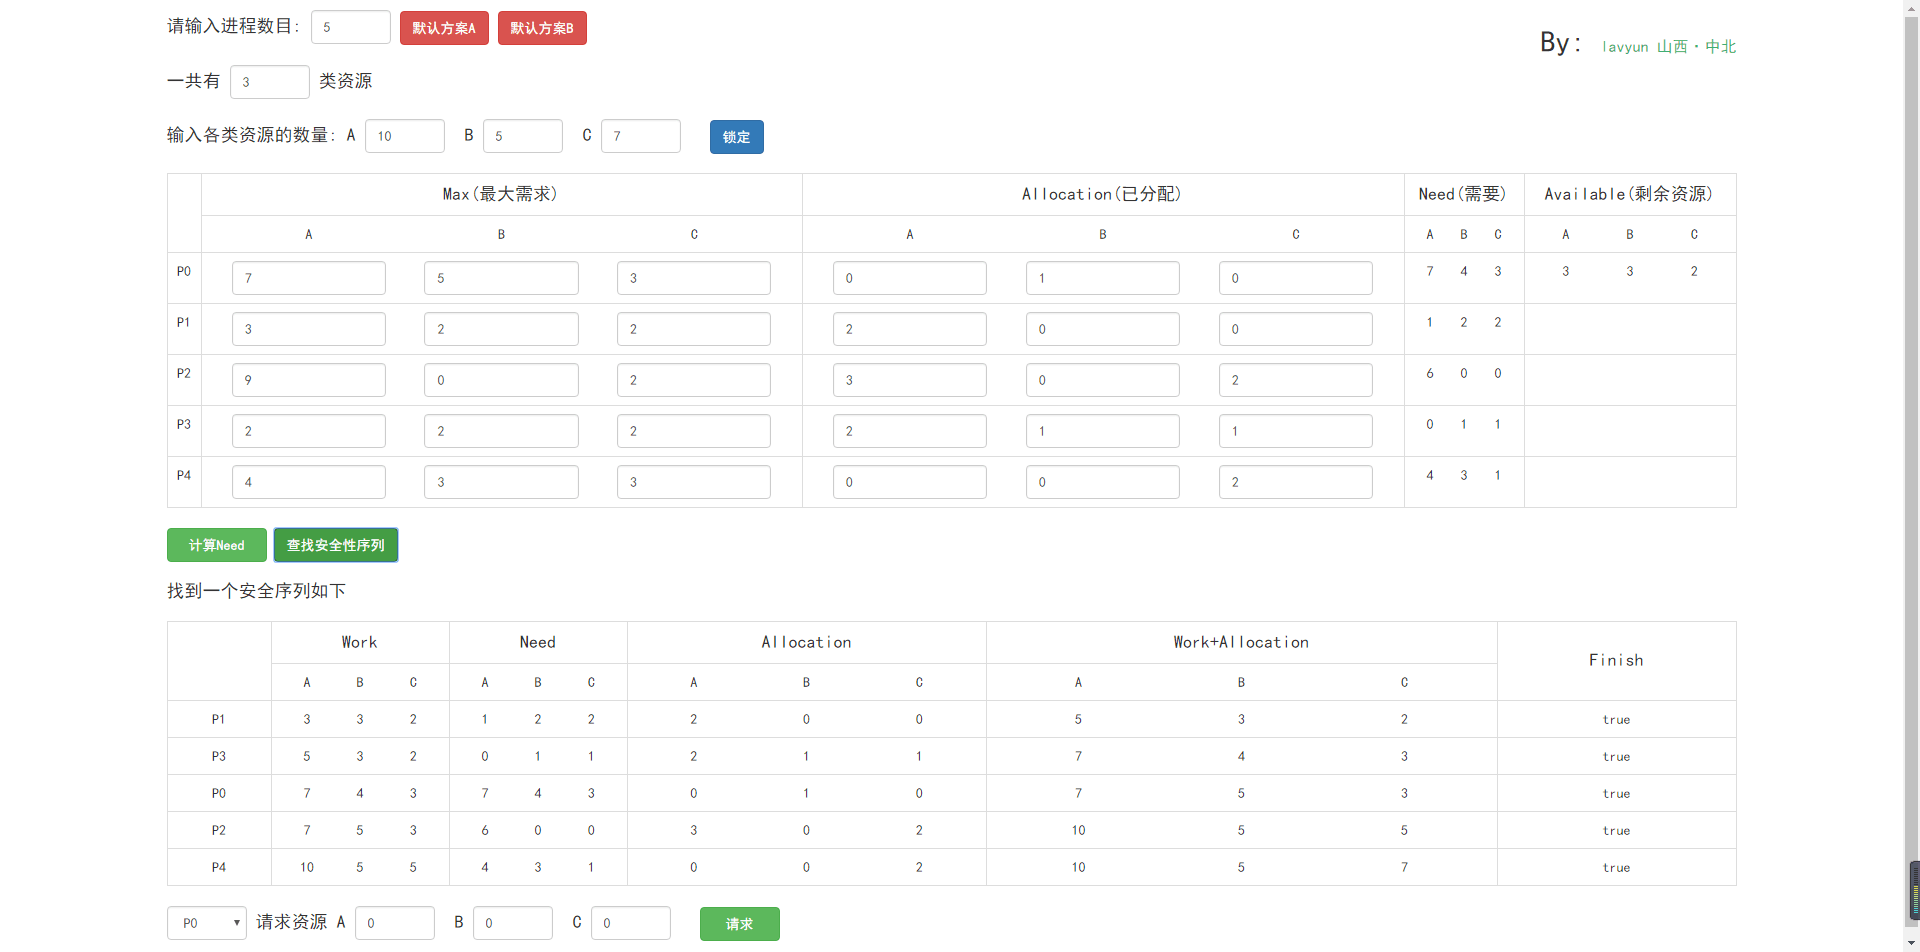 请输入进程数目： 5 默认方案A 默认方案B
By： lavyun 山西·中北
一共有 3 类资源
输入各类资源的数量：A 10 B 5 C 7 锁定
Max(最大需求) Allocation(已分配) Need(需要) Available(剩余资源)
A B C A B C A B C A B C
P0 7 5 3 0 1 0 7 4 3 3 3 2
P1 3 2 2 2 0 0 1 2 2
P2 9 0 2 3 0 2 6 0 0
P3 2 2 2 2 1 1 0 1 1
P4 4 3 3 0 0 2 4 3 1
计算Need 查找安全性序列
找到一个安全序列如下
Work Need Allocation Work+Allocation Finish
A B C A B C A B C A B C
P1 3 3 2 1 2 2 2 0 0 5 3 2 true
P3 5 3 2 0 1 1 2 1 1 7 4 3 true
P0 7 4 3 7 4 3 0 1 0 7 5 3 true
P2 7 5 3 6 0 0 3 0 2 10 5 5 true
P4 10 5 5 4 3 1 0 0 2 10 5 7 true
P0 请求资源 A 0 B 0 C 0 请求